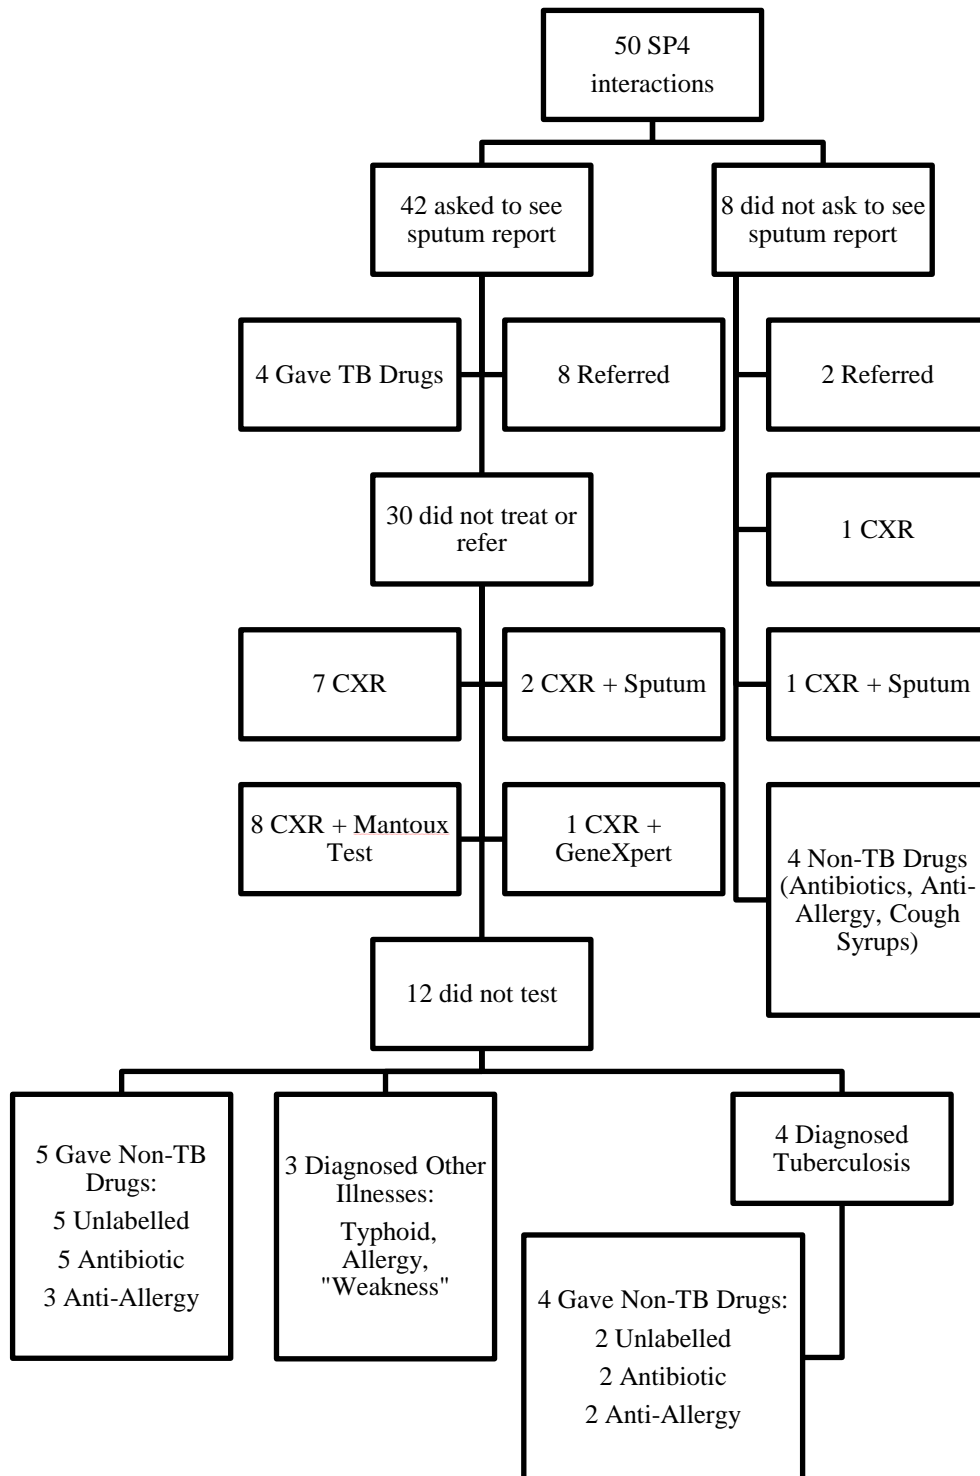 50 SP4
interactions
42 asked to see
sputum report
8 did not ask to see
sputum report
4 Gave TB Drugs
8 Referred
2 Referred
30 did not treat or
refer
1 CXR
7 CXR
2 CXR + Sputum
1 CXR + Sputum
8 CXR + Mantoux
Test
1 CXR +
GeneXpert
4 Non-TB Drugs
(Antibiotics, Anti-
Allergy, Cough
Syrups)
12 did not test
5 Gave Non-TB
Drugs:
5 Unlabelled
5 Antibiotic
3 Anti-Allergy
3 Diagnosed Other
Illnesses:
Typhoid,
Allergy,
"Weakness"
4 Diagnosed
Tuberculosis
4 Gave Non-TB Drugs:
2 Unlabelled
2 Antibiotic
2 Anti-Allergy